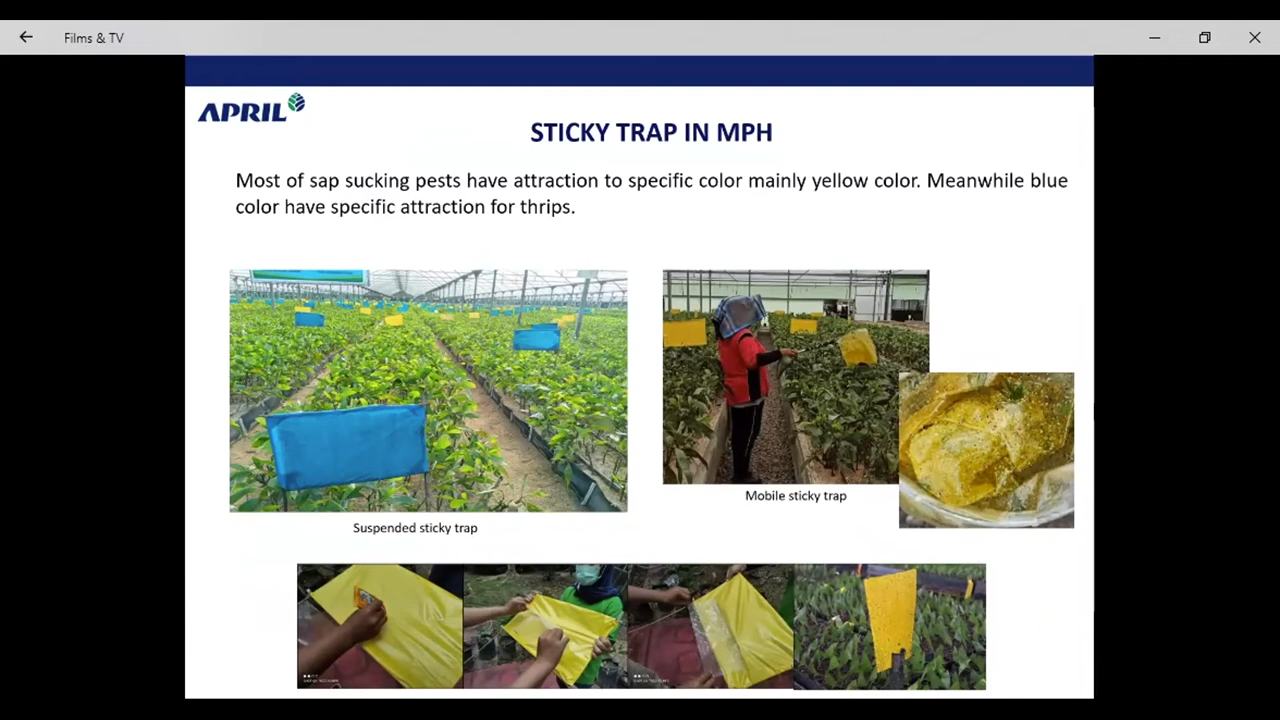 Films & TV
APRIL
STICKY TRAP IN MPH
Most of sap sucking pests have attraction to specific color mainly yellow color. Meanwhile blue
color have specific attraction for thrips.
Suspended sticky trap
Mobile sticky trap